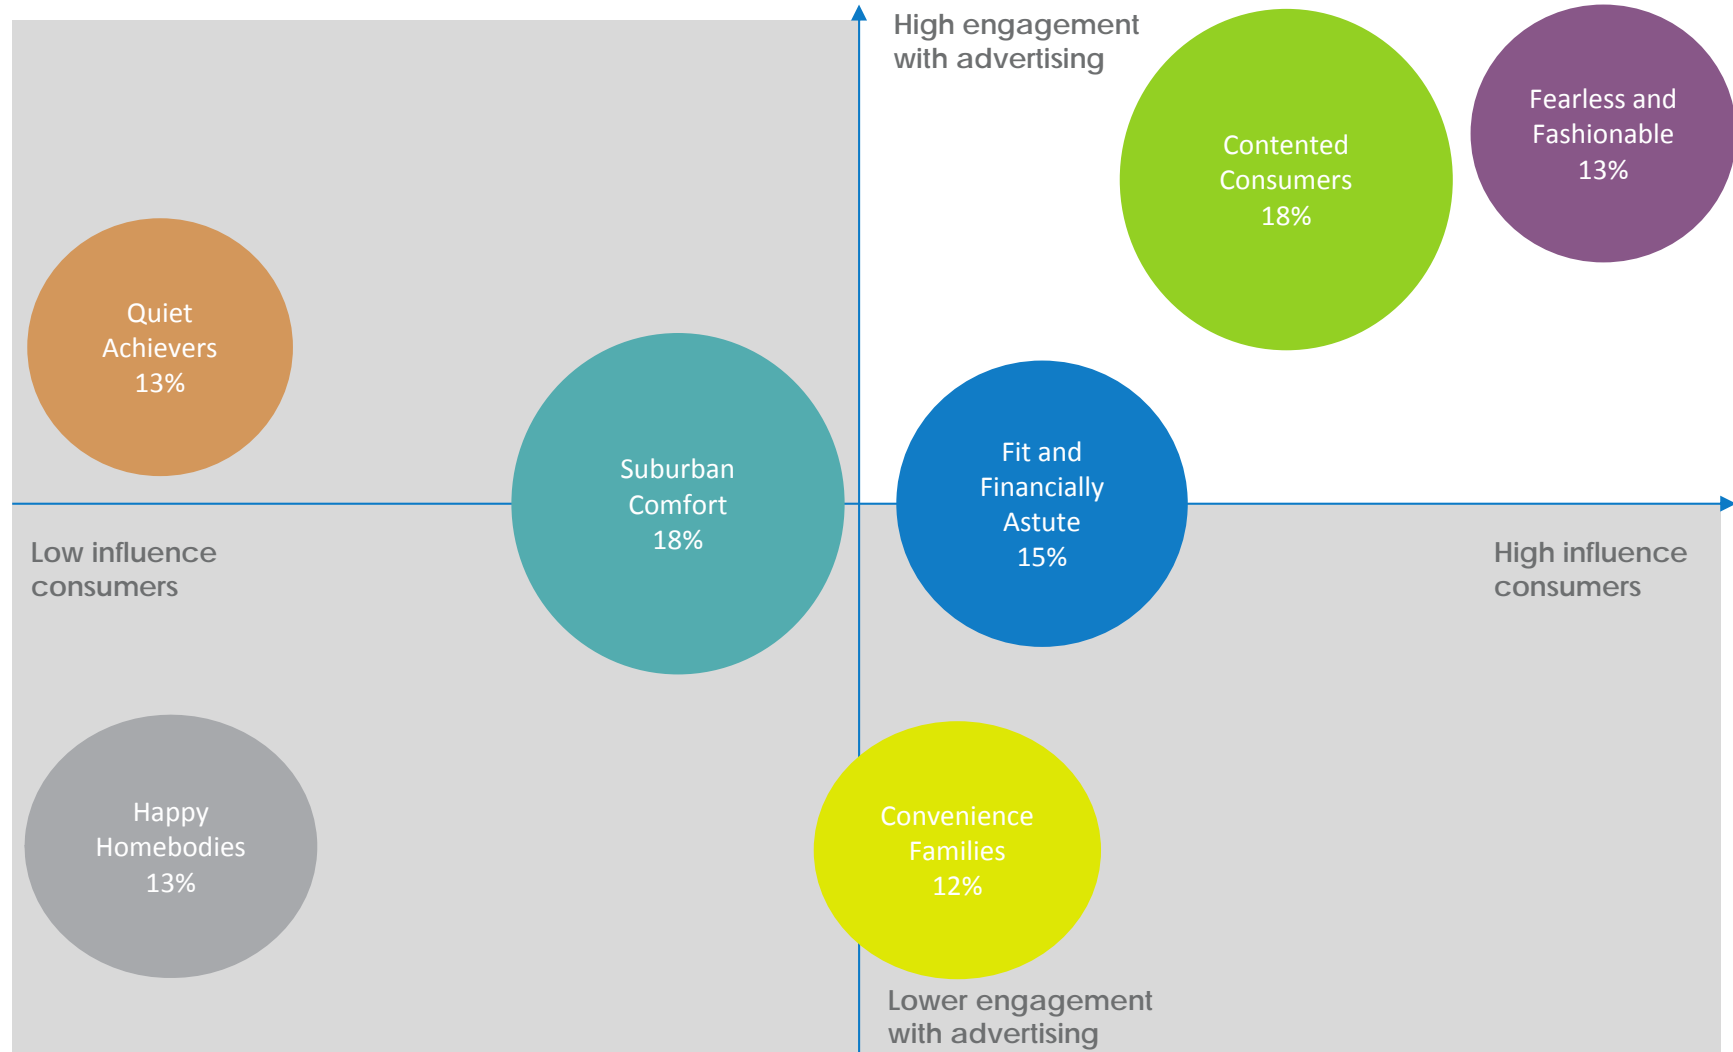 High engagement
with advertising
Fearless and
Fashionable
13%
Contented
Consumers
18%
Quiet
Achievers
13%
Suburban
Comfort
18%
Fit and
Financially
Astute
15%
Low influence
consumers
High influence
consumers
Happy
Homebodies
13%
Convenience
Families
12%
Lower engagement
with advertising